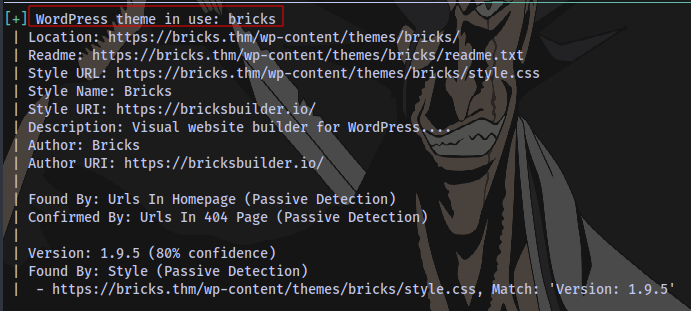 [+] WordPress theme in use: bricks
| Location: https://bricks.thm/wp-content/themes/bricks/
| Readme: https://bricks.thm/wp-content/themes/bricks/readme.txt
| Style URL: https://bricks.thm/wp-content/themes/bricks/style.css
| Style Name: Bricks
| Style URI: https://bricksbuilder.io/
| Description: Visual website builder for WordPress....
| Author: Bricks
| Author URI: https://bricksbuilder.io/
|
| Found By: Urls In Homepage (Passive Detection)
| Confirmed By: Urls In 404 Page (Passive Detection)
|
| Version: 1.9.5 (80% confidence)
| Found By: Style (Passive Detection)
|  - https://bricks.thm/wp-content/themes/bricks/style.css, Match: 'Version: 1.9.5'